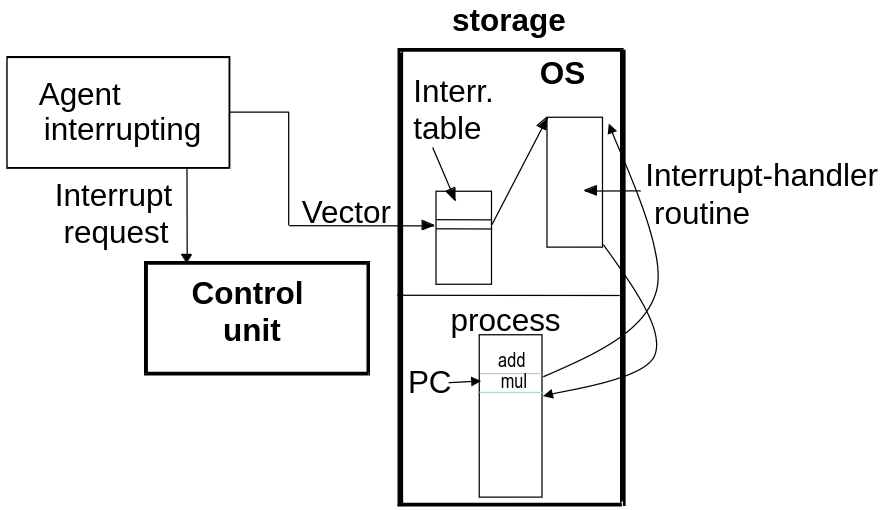 storage
OS
Agent
interrupting
Interr.
table
Interrupt
request
Vector
Interrupt-handler
routine
Control
unit
process
add
PC
mul